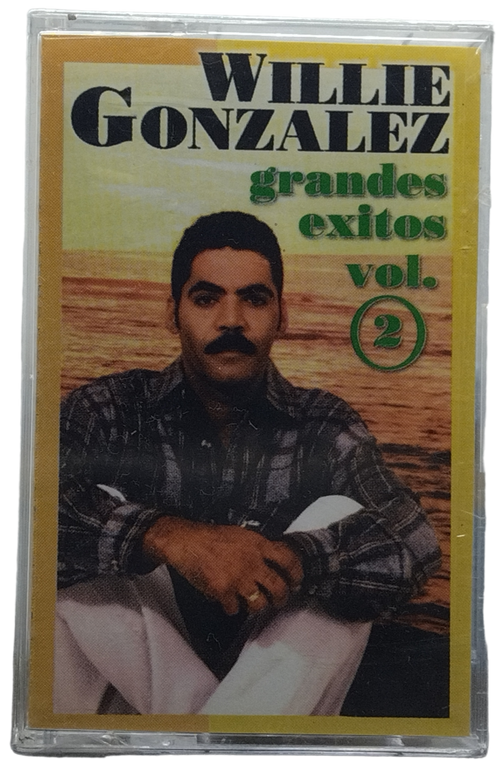 WILLIE
GONZALEZ
grandes
exitos
vol.
2